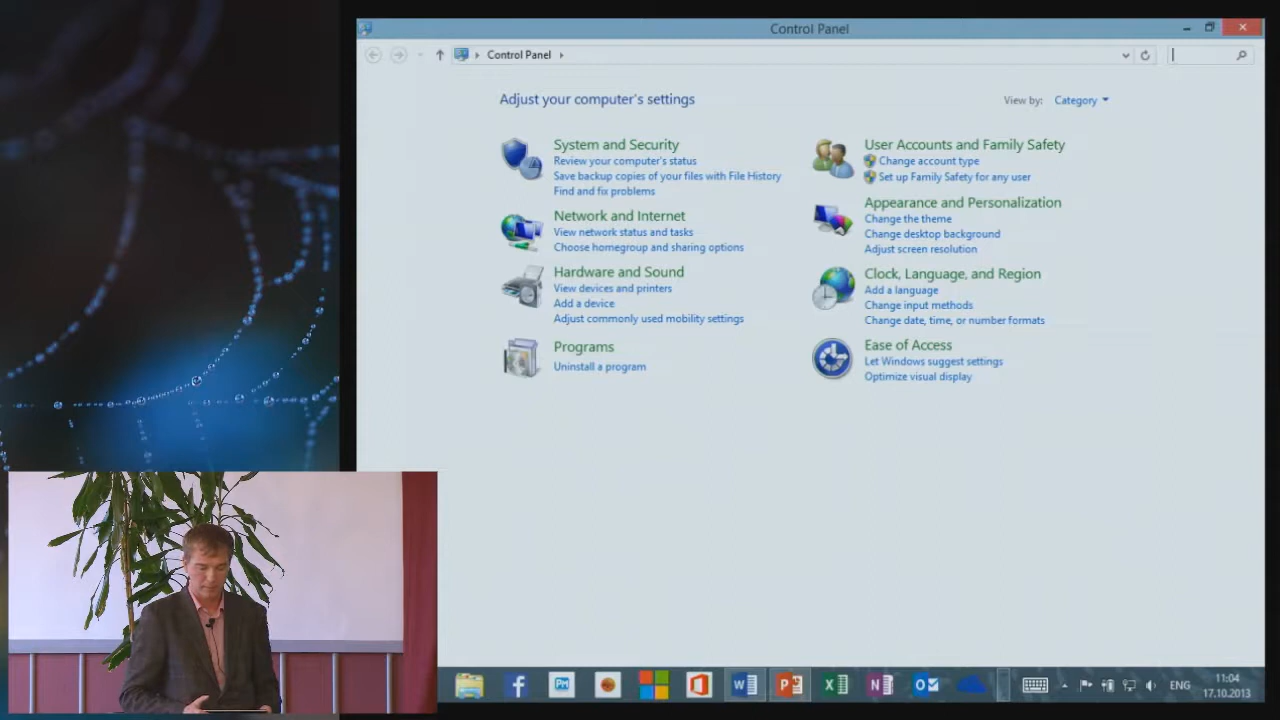 Control Panel
Control Panel
Adjust your computer's settings
View by: Category
System and Security
Review your computer's status
Save backup copies of your files with File History
Find and fix problems
Network and Internet
View network status and tasks
Choose homegroup and sharing options
Hardware and Sound
View devices and printers
Add a device
Adjust commonly used mobility settings
Programs
Uninstall a program
User Accounts and Family Safety
Change account type
Set up Family Safety for any user
Appearance and Personalization
Change the theme
Change desktop background
Adjust screen resolution
Clock, Language, and Region
Add a language
Change input methods
Change date, time, or number formats
Ease of Access
Let Windows suggest settings
Optimize visual display
ENG
11:04
17.10.2013